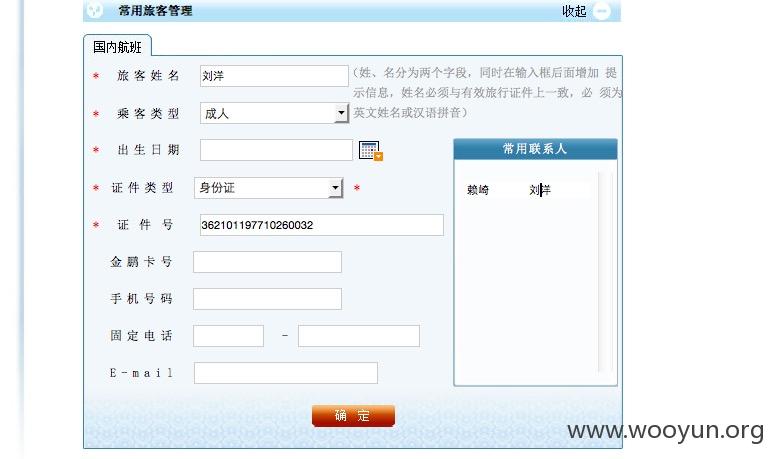 常用旅客管理 收起
国内航班
* 旅客姓名 刘洋 (姓、名分为两个字段，同时在输入框后面增加 提
示信息，姓名必须与有效旅行证件上一致，必 须为
* 乘客类型 成人 英文姓名或汉语拼音)
* 出生日期
常用联系人
* 证件类型 身份证 *
赖崎 刘洋
* 证件号 362101197710260032
金鹏卡号
手机号码
固定电话 -
E-mail
确定
www.wooyun.org